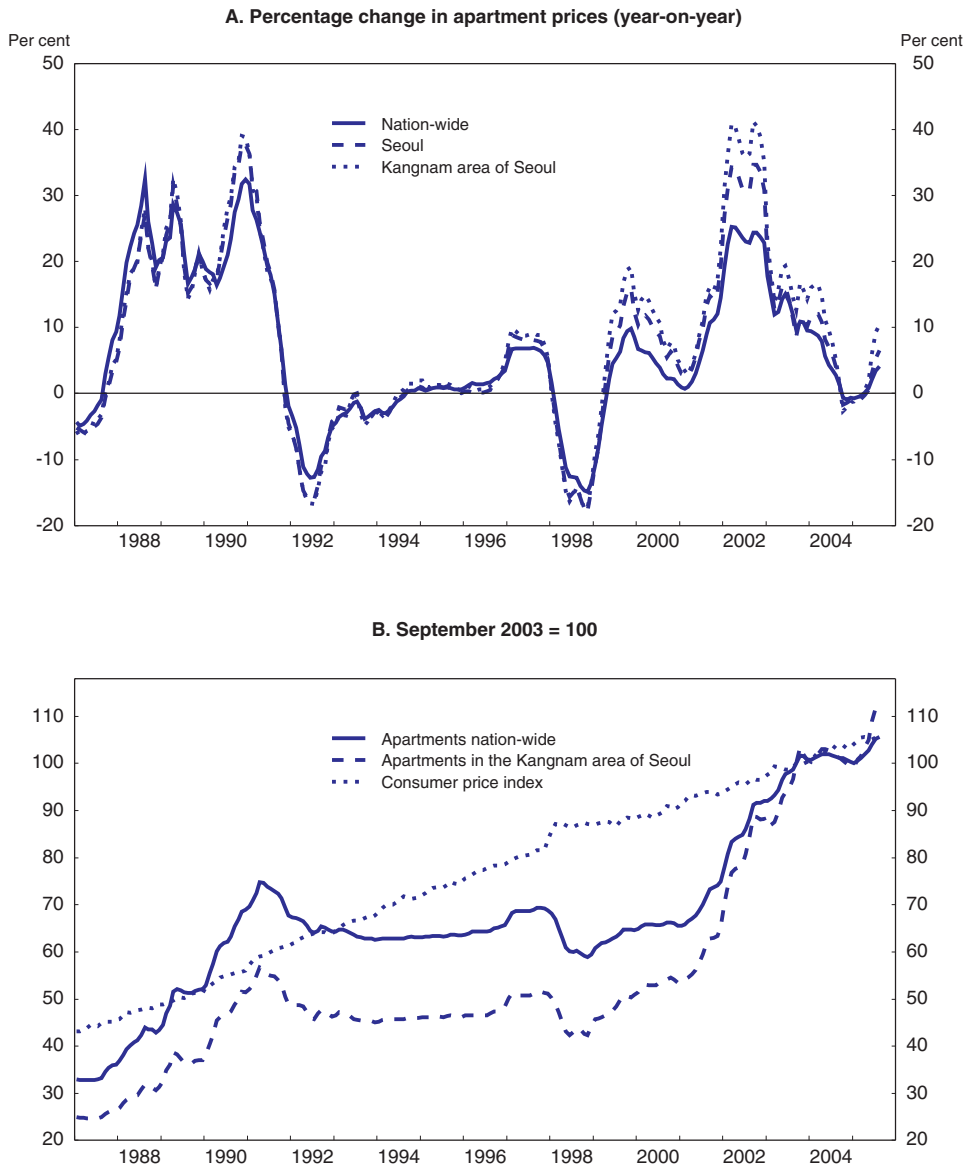 A. Percentage change in apartment prices (year-on-year)
Per cent Per cent
50 50
Nation-wide
40 40
Seoul
Kangnam area of Seoul
30 30
20 20
10 10
0 0
-10 -10
-20 -20
1988 1990 1992 1994 1996 1998 2000 2002 2004
B. September 2003 = 100
110 110
Apartments nation-wide
Apartments in the Kangnam area of Seoul
100 100
Consumer price index
90 90
80 80
70 70
60 60
50 50
40 40
30 30
20 20
1988 1990 1992 1994 1996 1998 2000 2002 2004